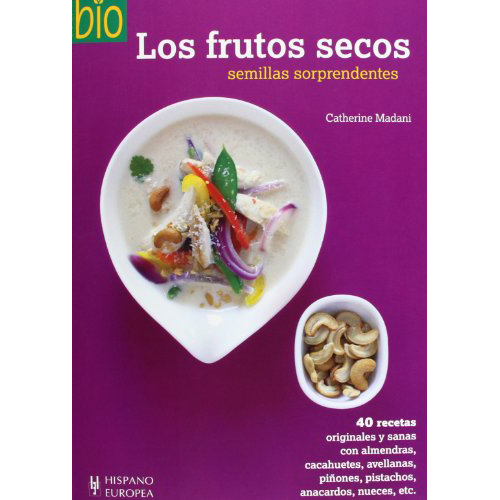 bio
Los frutos secos
semillas sorprendentes
Catherine Madani
40 recetas
originales y sanas
con almendras,
cacahuetes, avellanas,
piñones, pistachos,
anacardos, nueces, etc.
HISPANO
EUROPEA